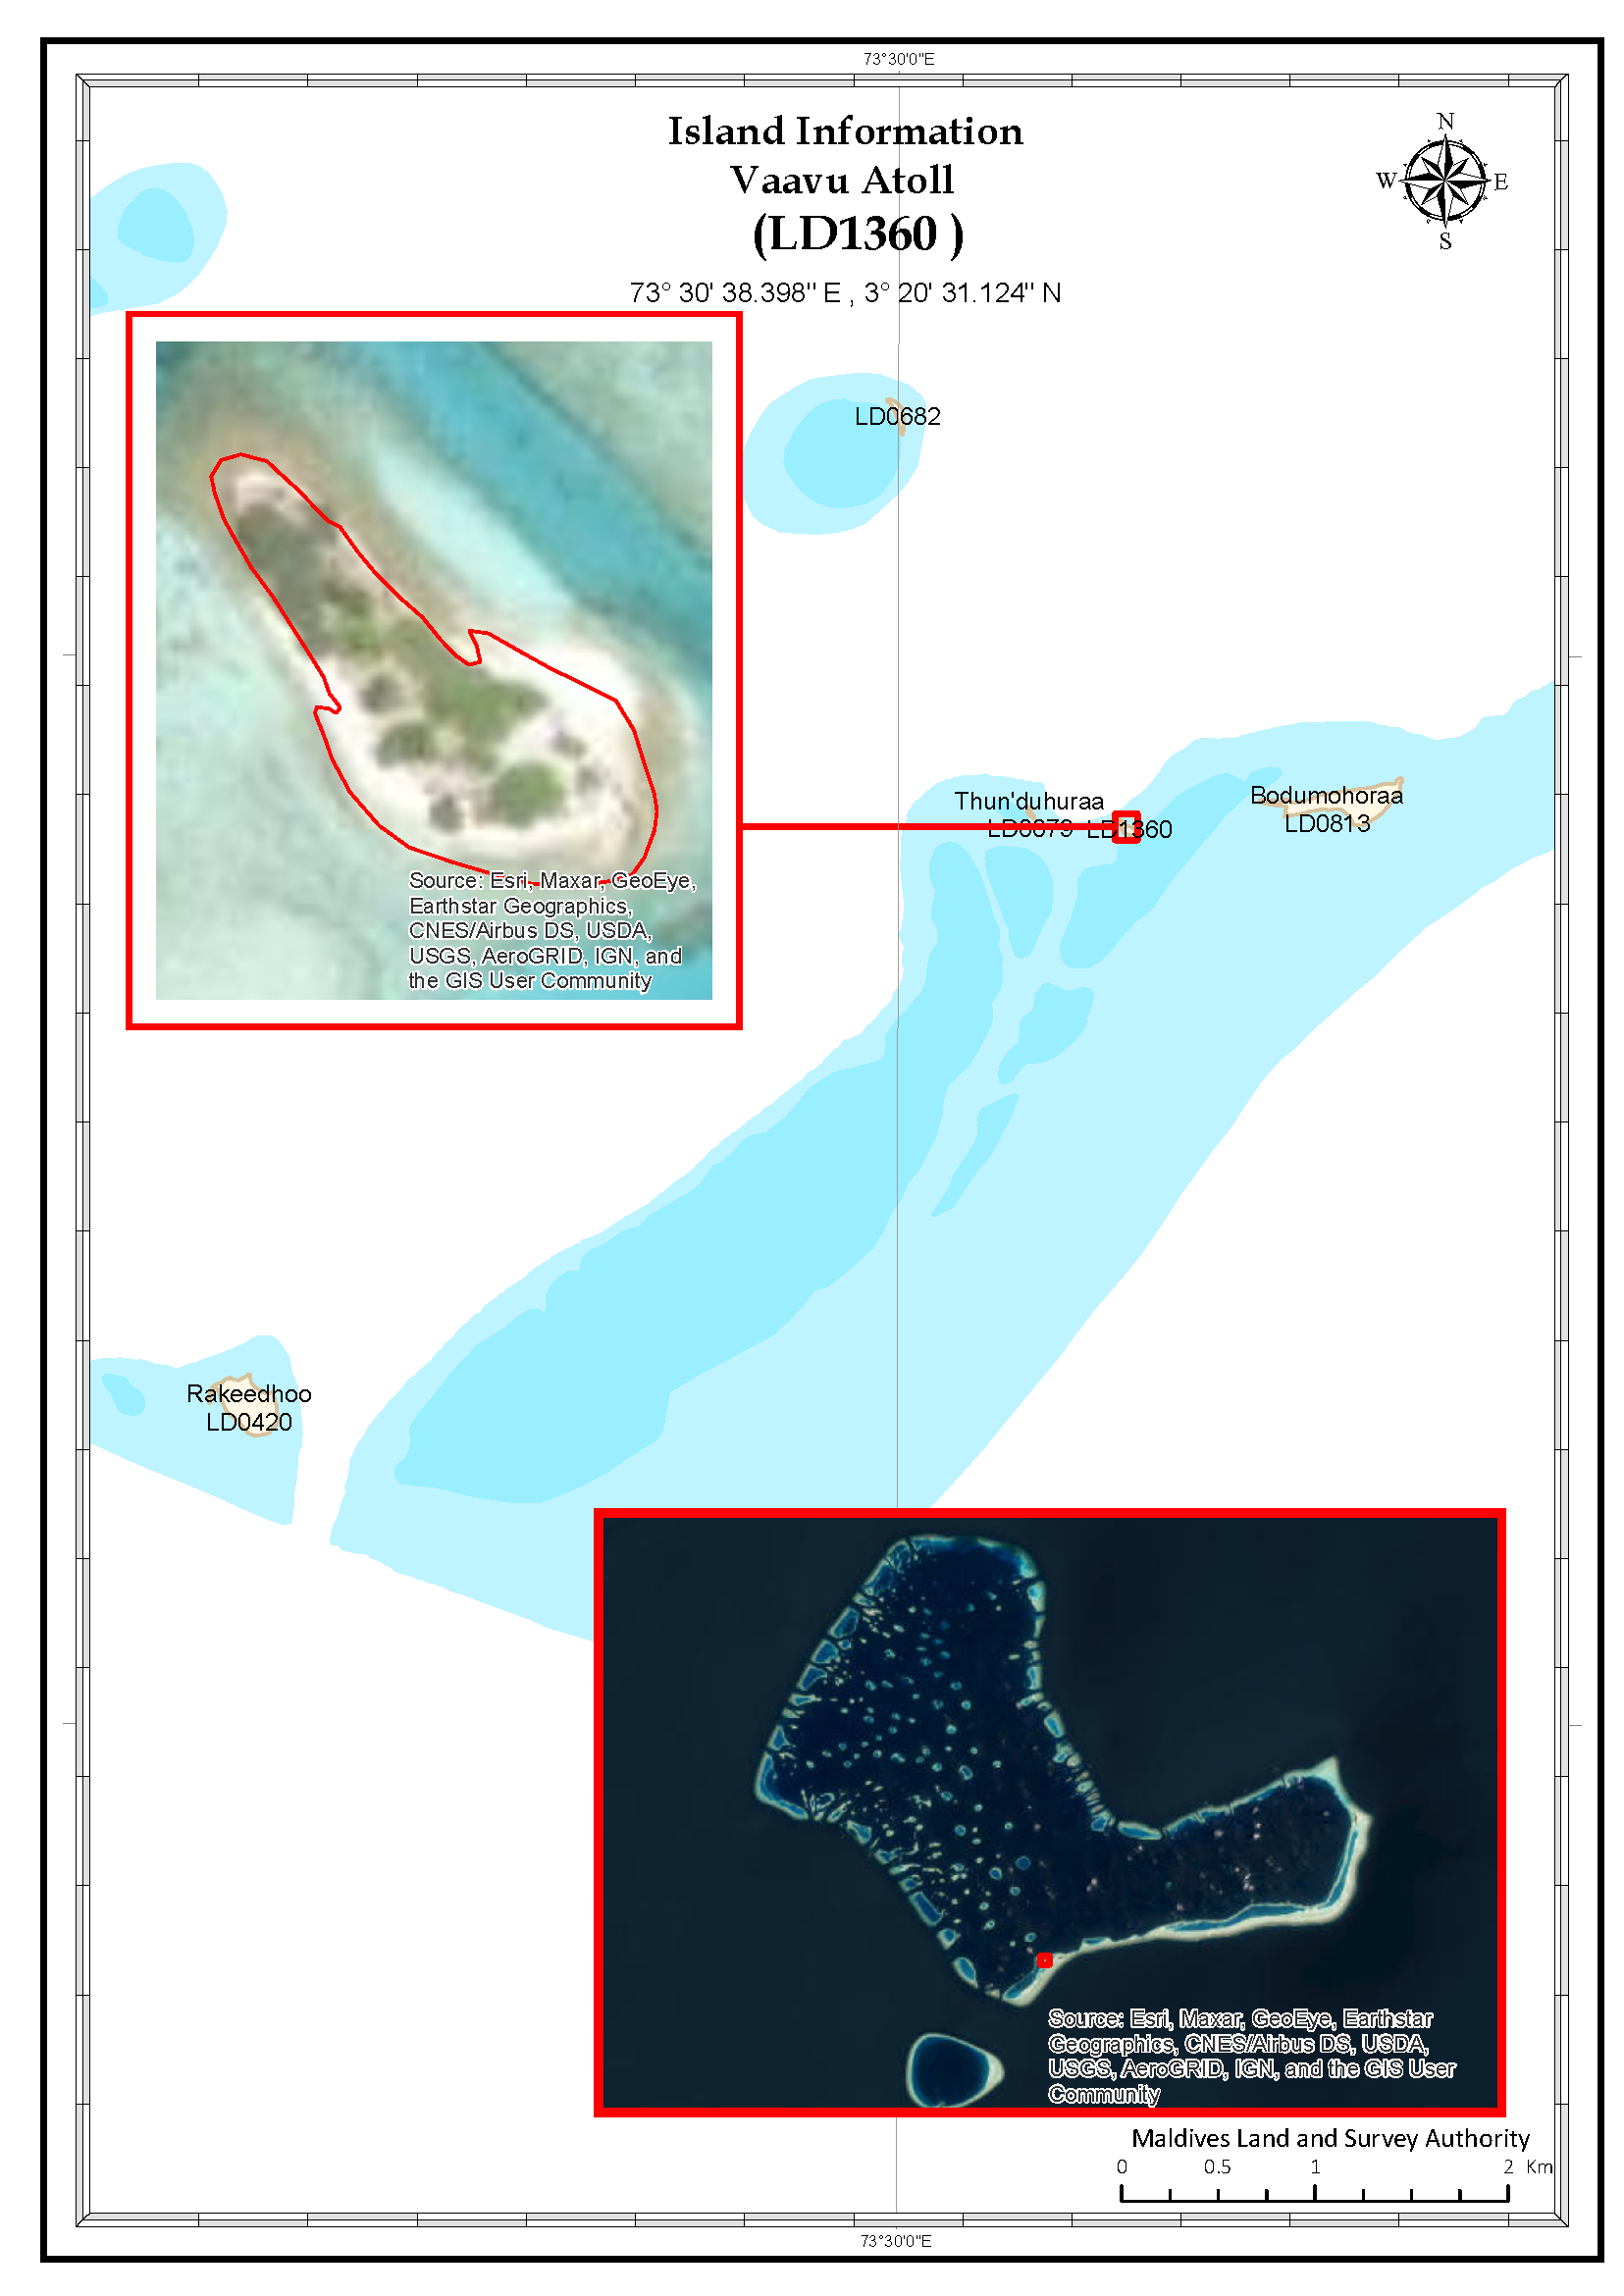 73°30'0"E
Island Information
Vaavu Atoll
(LD1360 )
73° 30' 38.398" E , 3° 20' 31.124" N
N
W
E
S
LD0682
Source: Esri, Maxar, GeoEye,
Earthstar Geographics,
CNES/Airbus DS, USDA,
USGS, AeroGRID, IGN, and
the GIS User Community
Thun'duhuraa
LD1360
Bodumohoraa
LD0813
Rakeedhoo
LD0420
Source: Esri, Maxar, GeoEye, Earthstar
Geographics, CNES/Airbus DS, USDA,
USGS, AeroGRID, IGN, and the GIS User
Community
Maldives Land and Survey Authority
0 0.5 1 2 Km
73°30'0"E